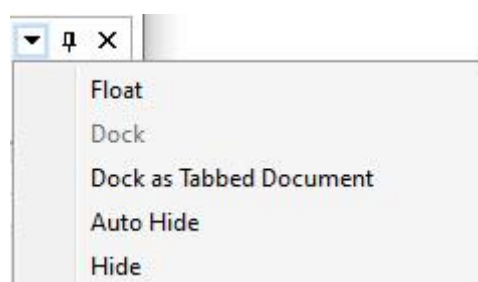 Float
Dock
Dock as Tabbed Document
Auto Hide
Hide